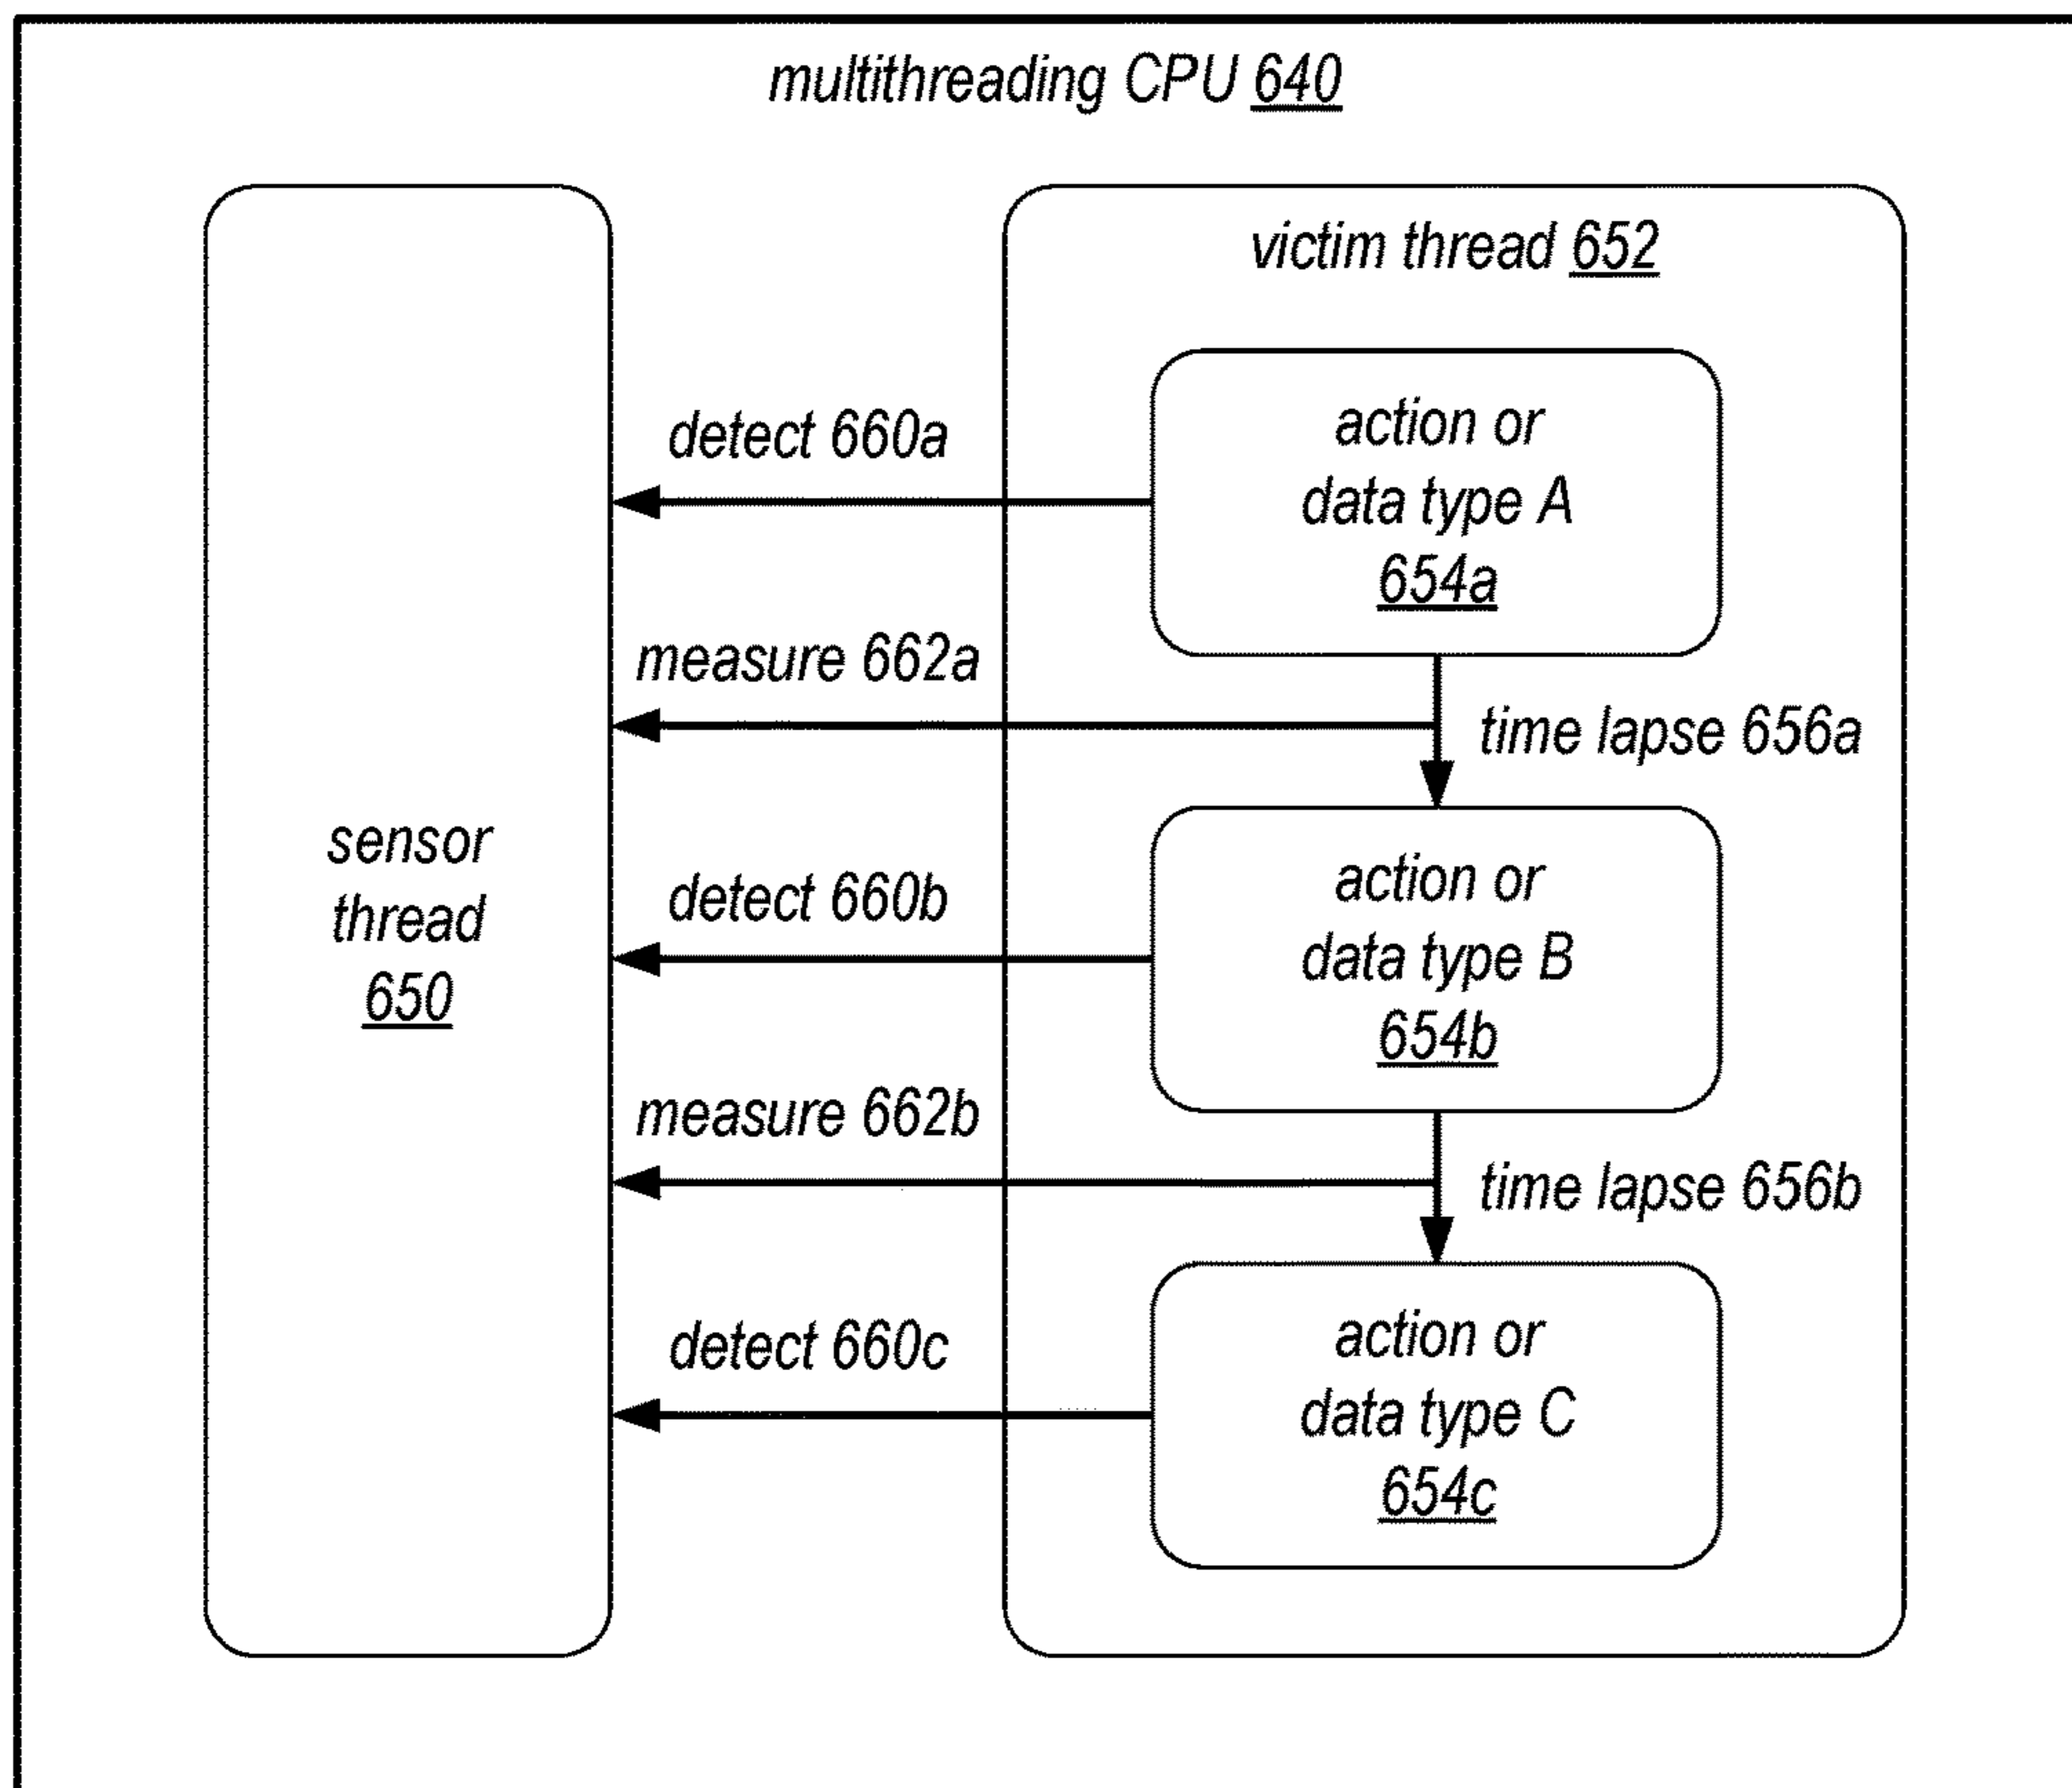 multithreading CPU 640
victim thread 652
detect 660a
action or
data type A
654a
measure 662a
time lapse 656a
sensor
thread
650
detect 660b
action or
data type B
654b
measure 662b
time lapse 656b
detect 660c
action or
data type C
654c